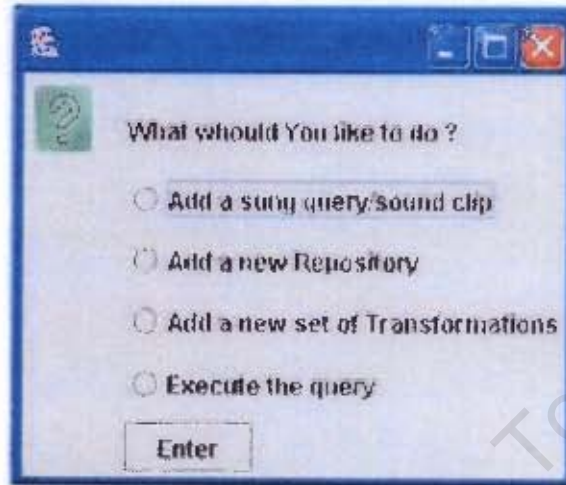 What whould You like to do ?
Add a sung query/sound clip
Add a new Repository
Add a new set of Transformations
Execute the query
Enter